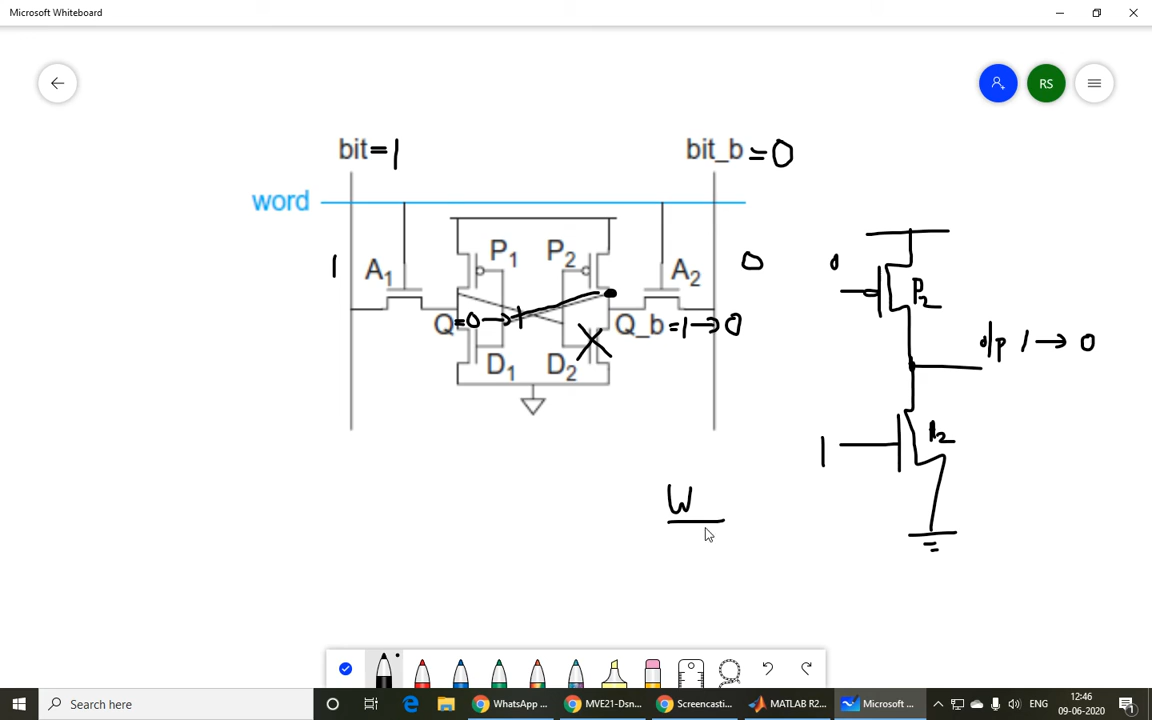 Microsoft Whiteboard
RS
bit = 1
bit_b = 0
word
1 A1 P1 P2 A2 0
0 P2
Q = 0 → 1 Q_b = 1 → 0
o/p 1 → 0
D1 D2
1 A2
W
Search here
WhatsApp ...
MVE21-Dsn...
Screencasti...
MATLAB R2...
Microsoft ...
ENG
12:46
09-06-2020
1